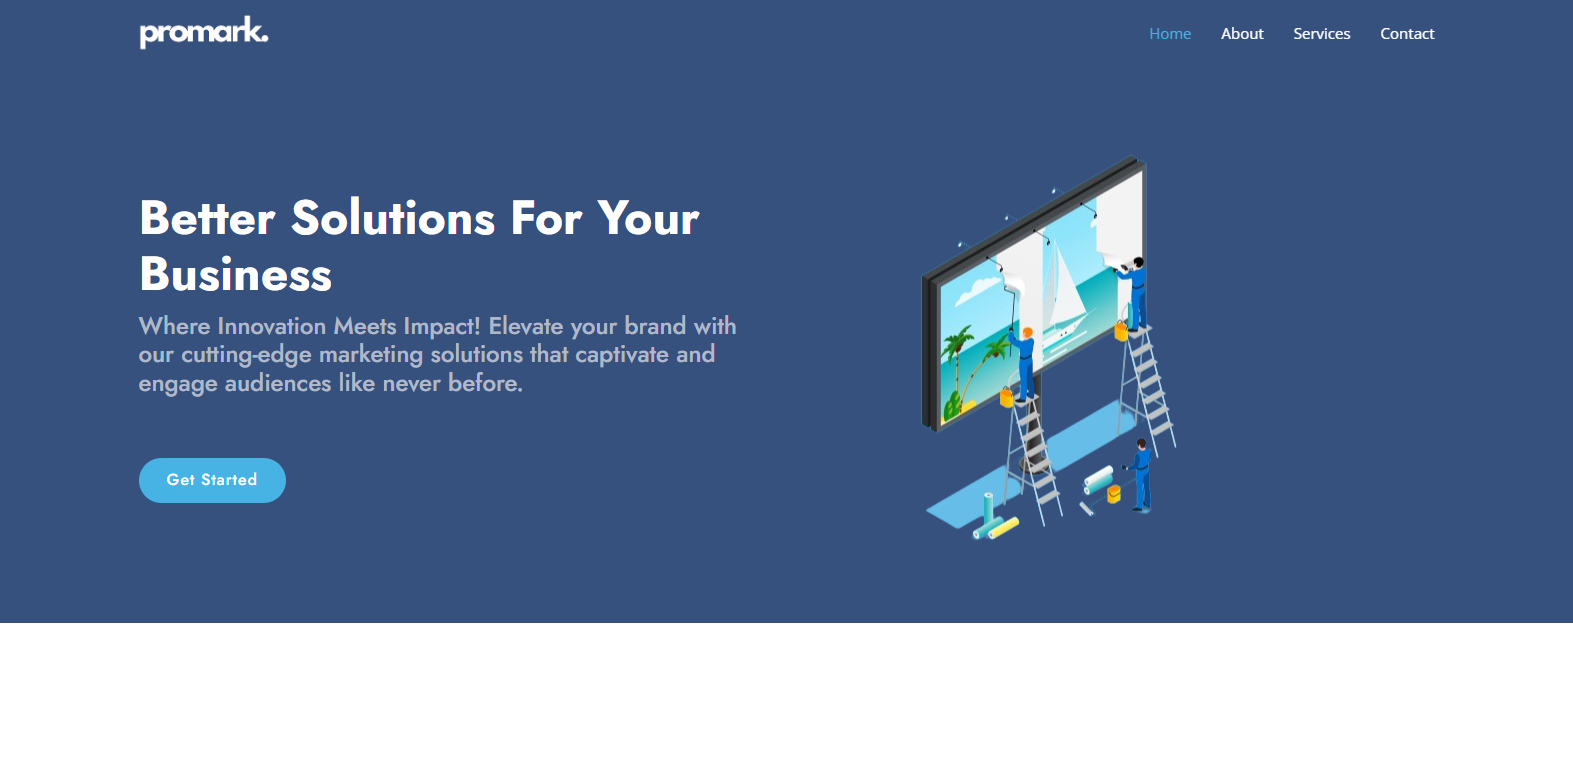 promark.
Home About Services Contact
Better Solutions For Your
Business
Where Innovation Meets Impact! Elevate your brand with
our cutting-edge marketing solutions that captivate and
engage audiences like never before.
Get Started